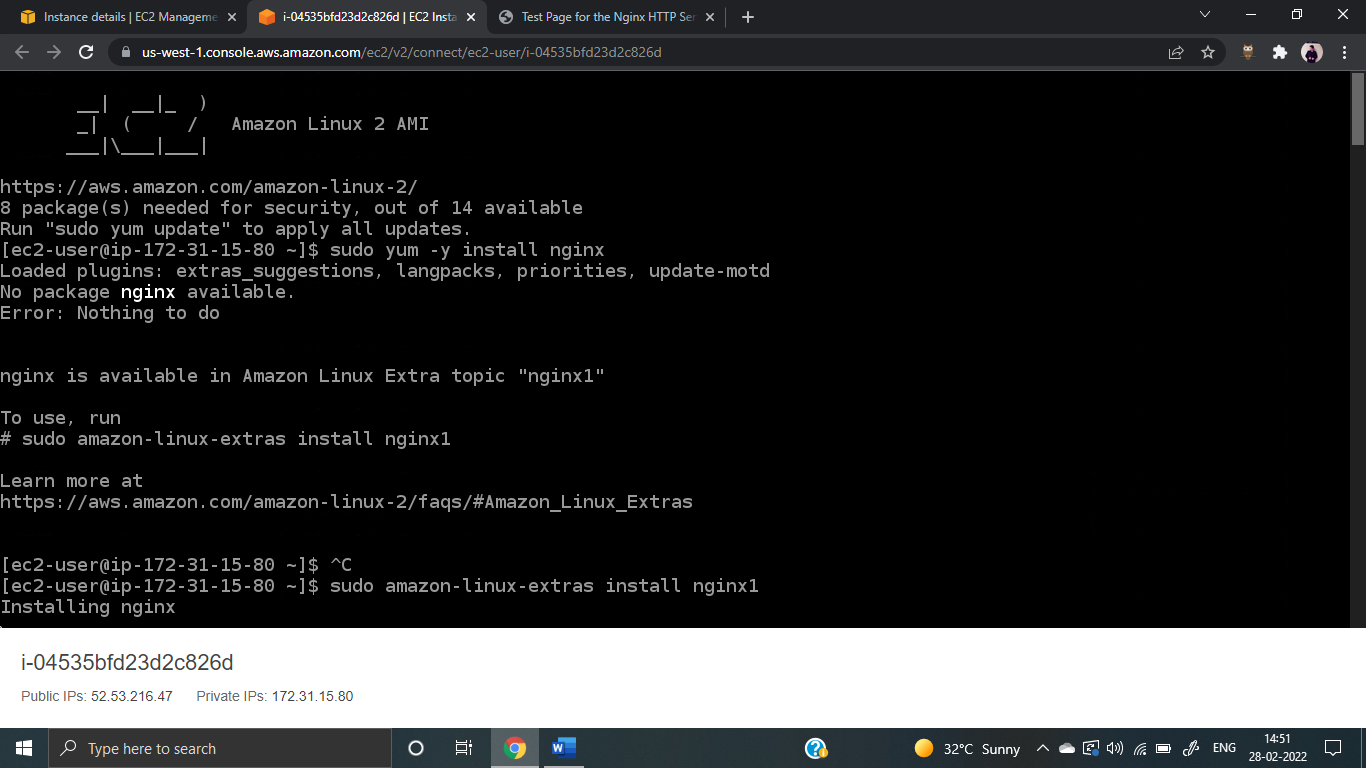 Instance details | EC2 Manageme
i-04535bfd23d2c826d | EC2 Insta
Test Page for the Nginx HTTP Ser
us-west-1.console.aws.amazon.com/ec2/v2/connect/ec2-user/i-04535bfd23d2c826d
       __|  __|_  )
       _|  (     /   Amazon Linux 2 AMI
      ___|\___|___|
https://aws.amazon.com/amazon-linux-2/
8 package(s) needed for security, out of 14 available
Run "sudo yum update" to apply all updates.
[ec2-user@ip-172-31-15-80 ~]$ sudo yum -y install nginx
Loaded plugins: extras_suggestions, langpacks, priorities, update-motd
No package nginx available.
Error: Nothing to do
nginx is available in Amazon Linux Extra topic "nginx1"
To use, run
# sudo amazon-linux-extras install nginx1
Learn more at
https://aws.amazon.com/amazon-linux-2/faqs/#Amazon_Linux_Extras
[ec2-user@ip-172-31-15-80 ~]$ ^C
[ec2-user@ip-172-31-15-80 ~]$ sudo amazon-linux-extras install nginx1
Installing nginx
i-04535bfd23d2c826d
Public IPs: 52.53.216.47 Private IPs: 172.31.15.80
Type here to search
32°C Sunny
ENG
14:51
28-02-2022